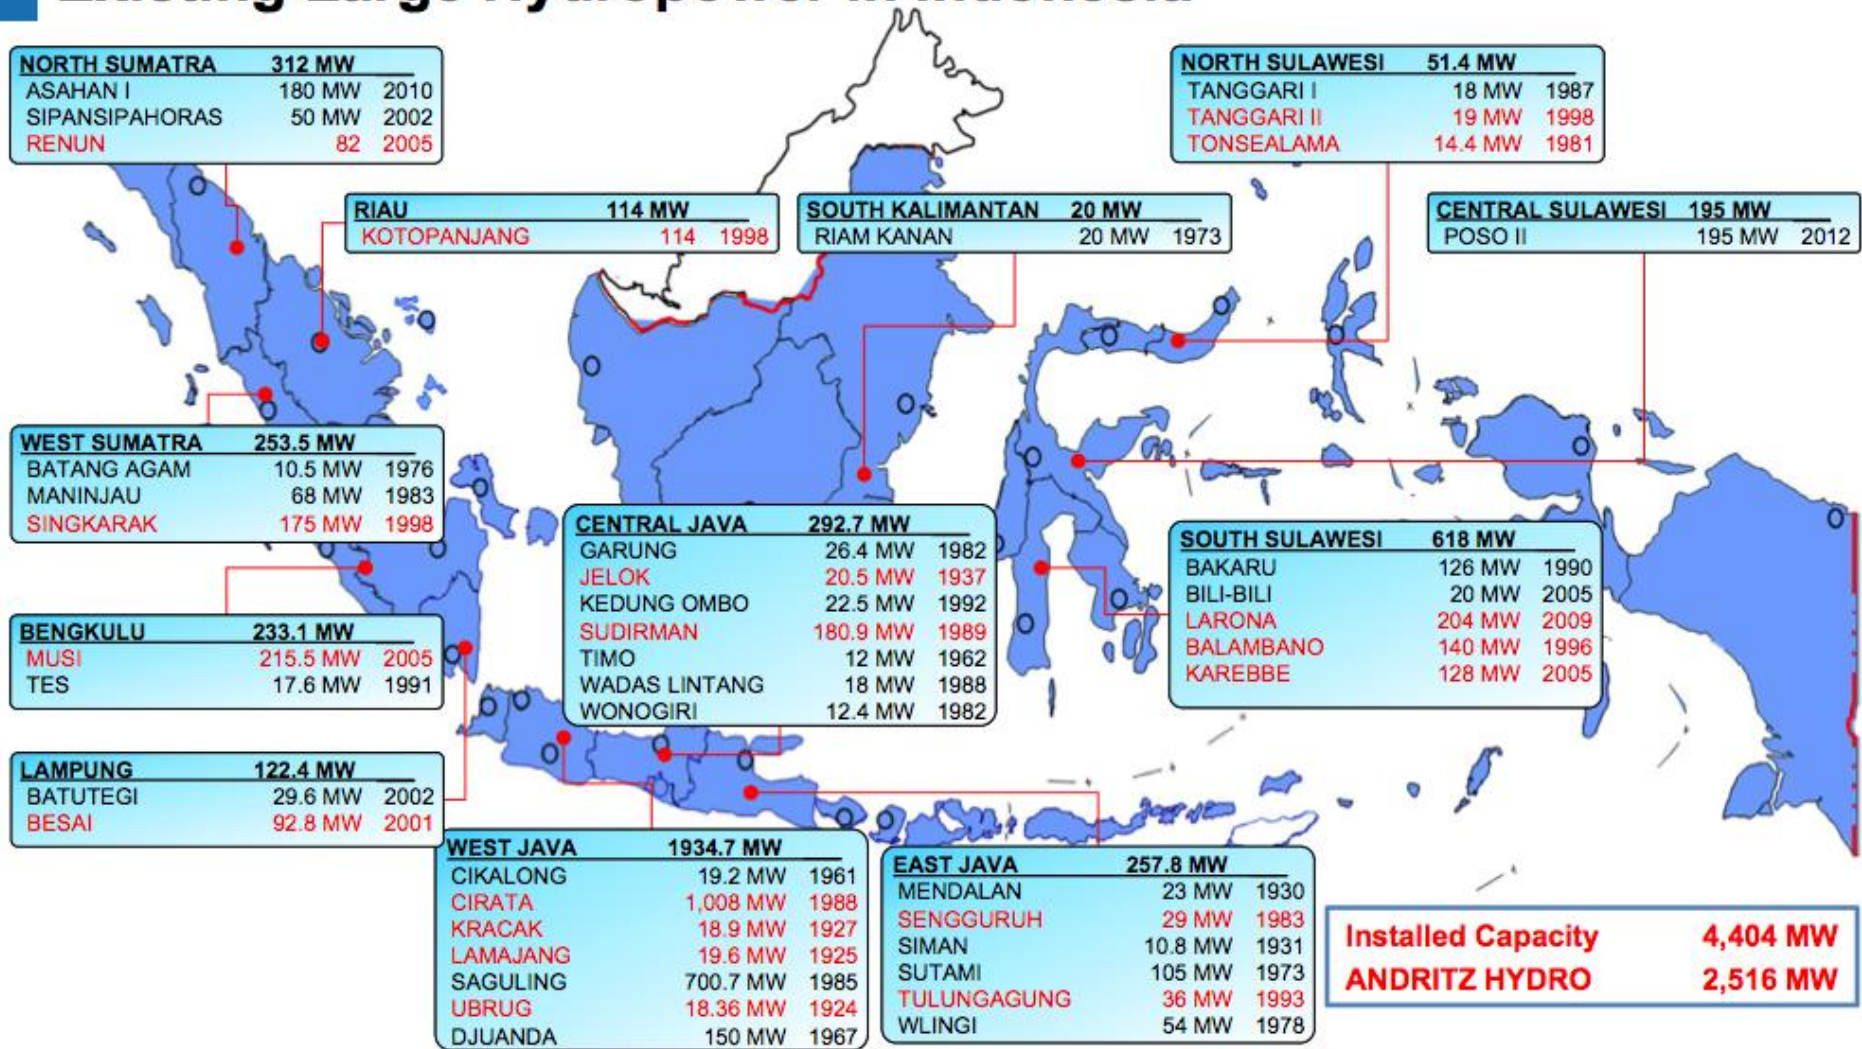 Existing Large Hydropower in Indonesia
NORTH SUMATRA 312 MW
ASAHAN I 180 MW 2010
SIPANSIPAHORAS 50 MW 2002
RENUN 82 2005
RIAU 114 MW
KOTOPANJANG 114 1998
SOUTH KALIMANTAN 20 MW
RIAM KANAN 20 MW 1973
NORTH SULAWESI 51.4 MW
TANGGARI I 18 MW 1987
TANGGARI II 19 MW 1998
TONSEALAMA 14.4 MW 1981
CENTRAL SULAWESI 195 MW
POSO II 195 MW 2012
WEST SUMATRA 253.5 MW
BATANG AGAM 10.5 MW 1976
MANINJAU 68 MW 1983
SINGKARAK 175 MW 1998
CENTRAL JAVA 292.7 MW
GARUNG 26.4 MW 1982
JELOK 20.5 MW 1937
KEDUNG OMBO 22.5 MW 1992
SUDIRMAN 180.9 MW 1989
TIMO 12 MW 1962
WADAS LINTANG 18 MW 1988
WONOGIRI 12.4 MW 1982
SOUTH SULAWESI 618 MW
BAKARU 126 MW 1990
BILI-BILI 20 MW 2005
LARONA 204 MW 2009
BALAMBANO 140 MW 1996
KAREBBE 128 MW 2005
BENGKULU 233.1 MW
MUSI 215.5 MW 2005
TES 17.6 MW 1991
LAMPUNG 122.4 MW
BATUTEGI 29.6 MW 2002
BESAI 92.8 MW 2001
WEST JAVA 1934.7 MW
CIKALONG 19.2 MW 1961
CIRATA 1,008 MW 1988
KRACAK 18.9 MW 1927
LAMAJANG 19.6 MW 1925
SAGULING 700.7 MW 1985
UBRUG 18.36 MW 1924
DJUANDA 150 MW 1967
EAST JAVA 257.8 MW
MENDALAN 23 MW 1930
SENGGURUH 29 MW 1983
SIMAN 10.8 MW 1931
SUTAMI 105 MW 1973
TULUNGAGUNG 36 MW 1993
WLINGI 54 MW 1978
Installed Capacity 4,404 MW
ANDRITZ HYDRO 2,516 MW